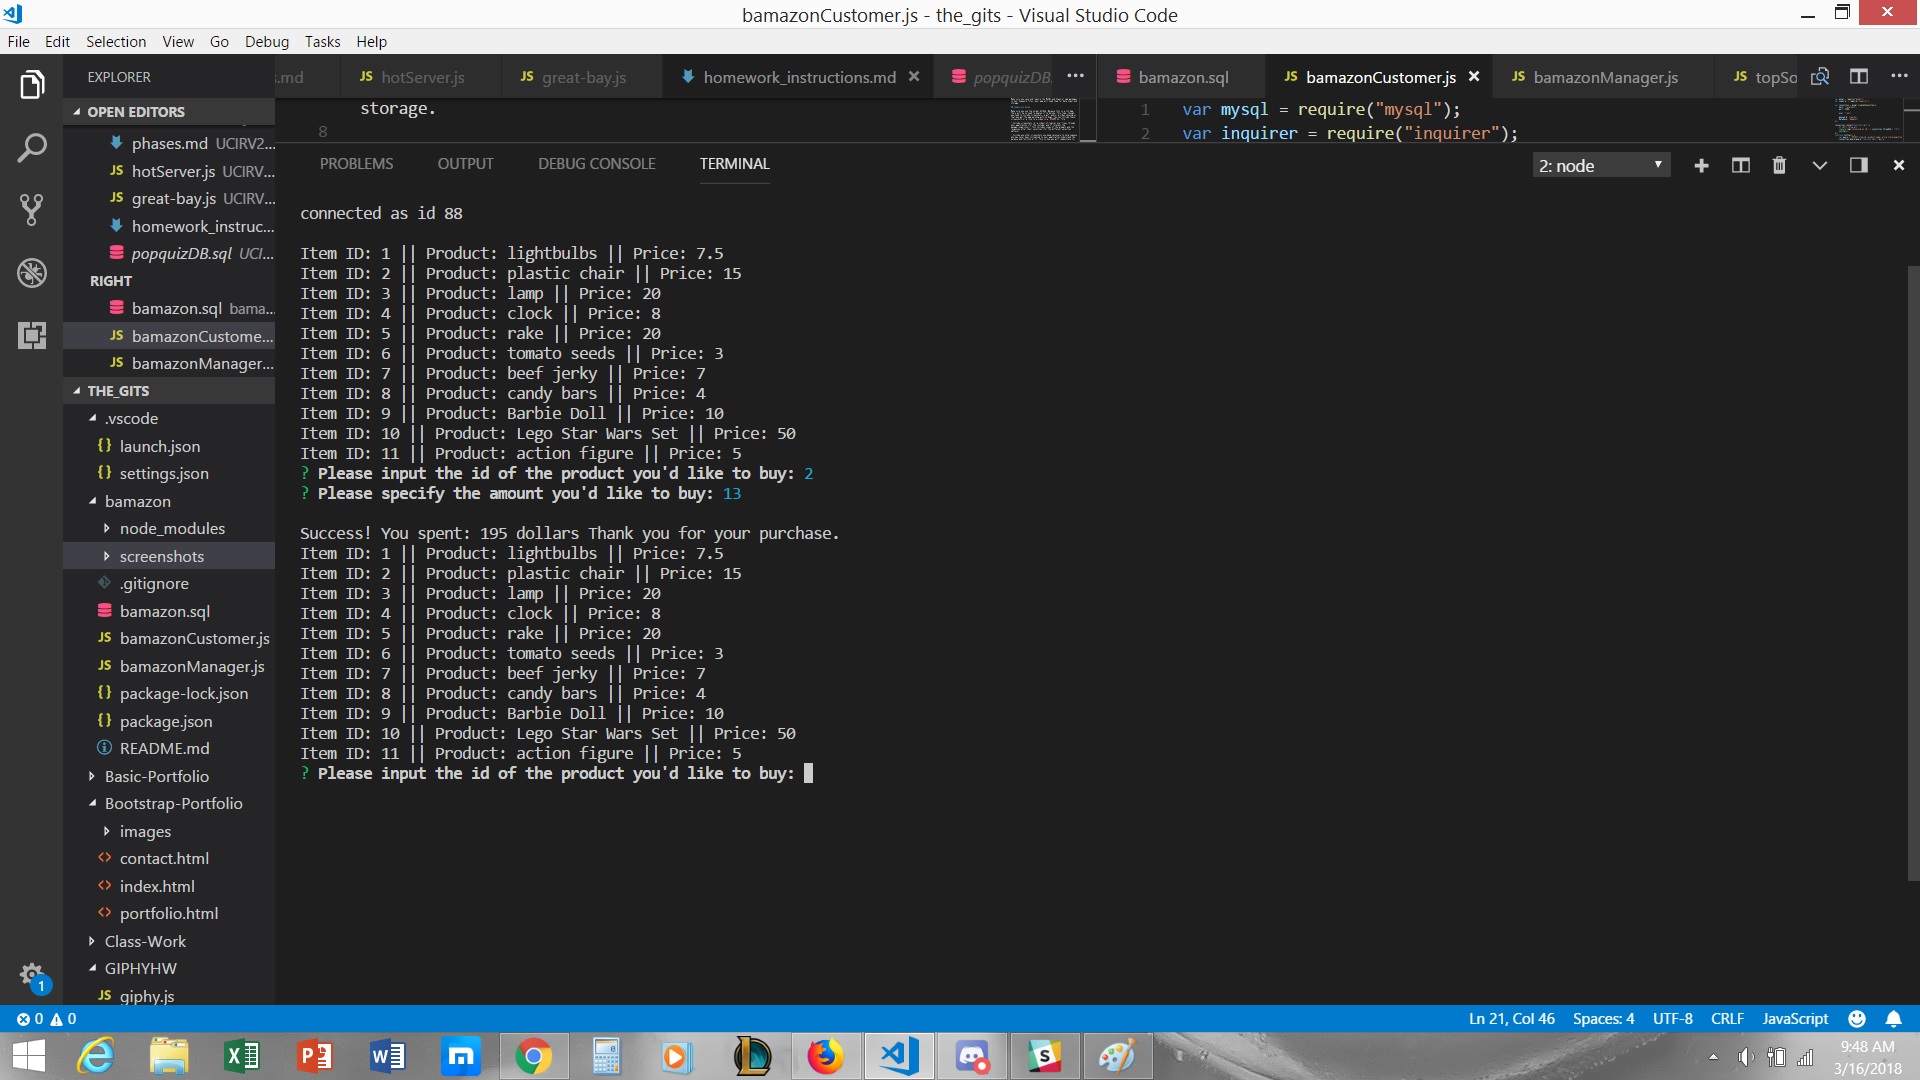 bamazonCustomer.js - the_gits - Visual Studio Code
File Edit Selection View Go Debug Tasks Help
EXPLORER
OPEN EDITORS
phases.md UCIRV2...
hotServer.js UCIRV...
great-bay.js UCIRV...
homework_instruc...
popquizDB.sql UCI...
RIGHT
bamazon.sql bama...
bamazonCustome...
bamazonManager...
THE_GITS
.vscode
launch.json
settings.json
bamazon
node_modules
screenshots
.gitignore
bamazon.sql
bamazonCustomer.js
bamazonManager.js
package-lock.json
package.json
README.md
Basic-Portfolio
Bootstrap-Portfolio
images
contact.html
index.html
portfolio.html
Class-Work
GIPHYHW
giphy.js
s.md JS hotServer.js JS great-bay.js homework_instructions.md popquizDB. ···
bamazon.sql JS bamazonCustomer.js JS bamazonManager.js JS topSo ···
storage.
8
1 var mysql = require("mysql");
2 var inquirer = require("inquirer");
PROBLEMS OUTPUT DEBUG CONSOLE TERMINAL
2: node
connected as id 88
Item ID: 1 || Product: lightbulbs || Price: 7.5
Item ID: 2 || Product: plastic chair || Price: 15
Item ID: 3 || Product: lamp || Price: 20
Item ID: 4 || Product: clock || Price: 8
Item ID: 5 || Product: rake || Price: 20
Item ID: 6 || Product: tomato seeds || Price: 3
Item ID: 7 || Product: beef jerky || Price: 7
Item ID: 8 || Product: candy bars || Price: 4
Item ID: 9 || Product: Barbie Doll || Price: 10
Item ID: 10 || Product: Lego Star Wars Set || Price: 50
Item ID: 11 || Product: action figure || Price: 5
? Please input the id of the product you'd like to buy: 2
? Please specify the amount you'd like to buy: 13
Success! You spent: 195 dollars Thank you for your purchase.
Item ID: 1 || Product: lightbulbs || Price: 7.5
Item ID: 2 || Product: plastic chair || Price: 15
Item ID: 3 || Product: lamp || Price: 20
Item ID: 4 || Product: clock || Price: 8
Item ID: 5 || Product: rake || Price: 20
Item ID: 6 || Product: tomato seeds || Price: 3
Item ID: 7 || Product: beef jerky || Price: 7
Item ID: 8 || Product: candy bars || Price: 4
Item ID: 9 || Product: Barbie Doll || Price: 10
Item ID: 10 || Product: Lego Star Wars Set || Price: 50
Item ID: 11 || Product: action figure || Price: 5
? Please input the id of the product you'd like to buy:
1
0 0
Ln 21, Col 46 Spaces: 4 UTF-8 CRLF JavaScript
9:48 AM
3/16/2018